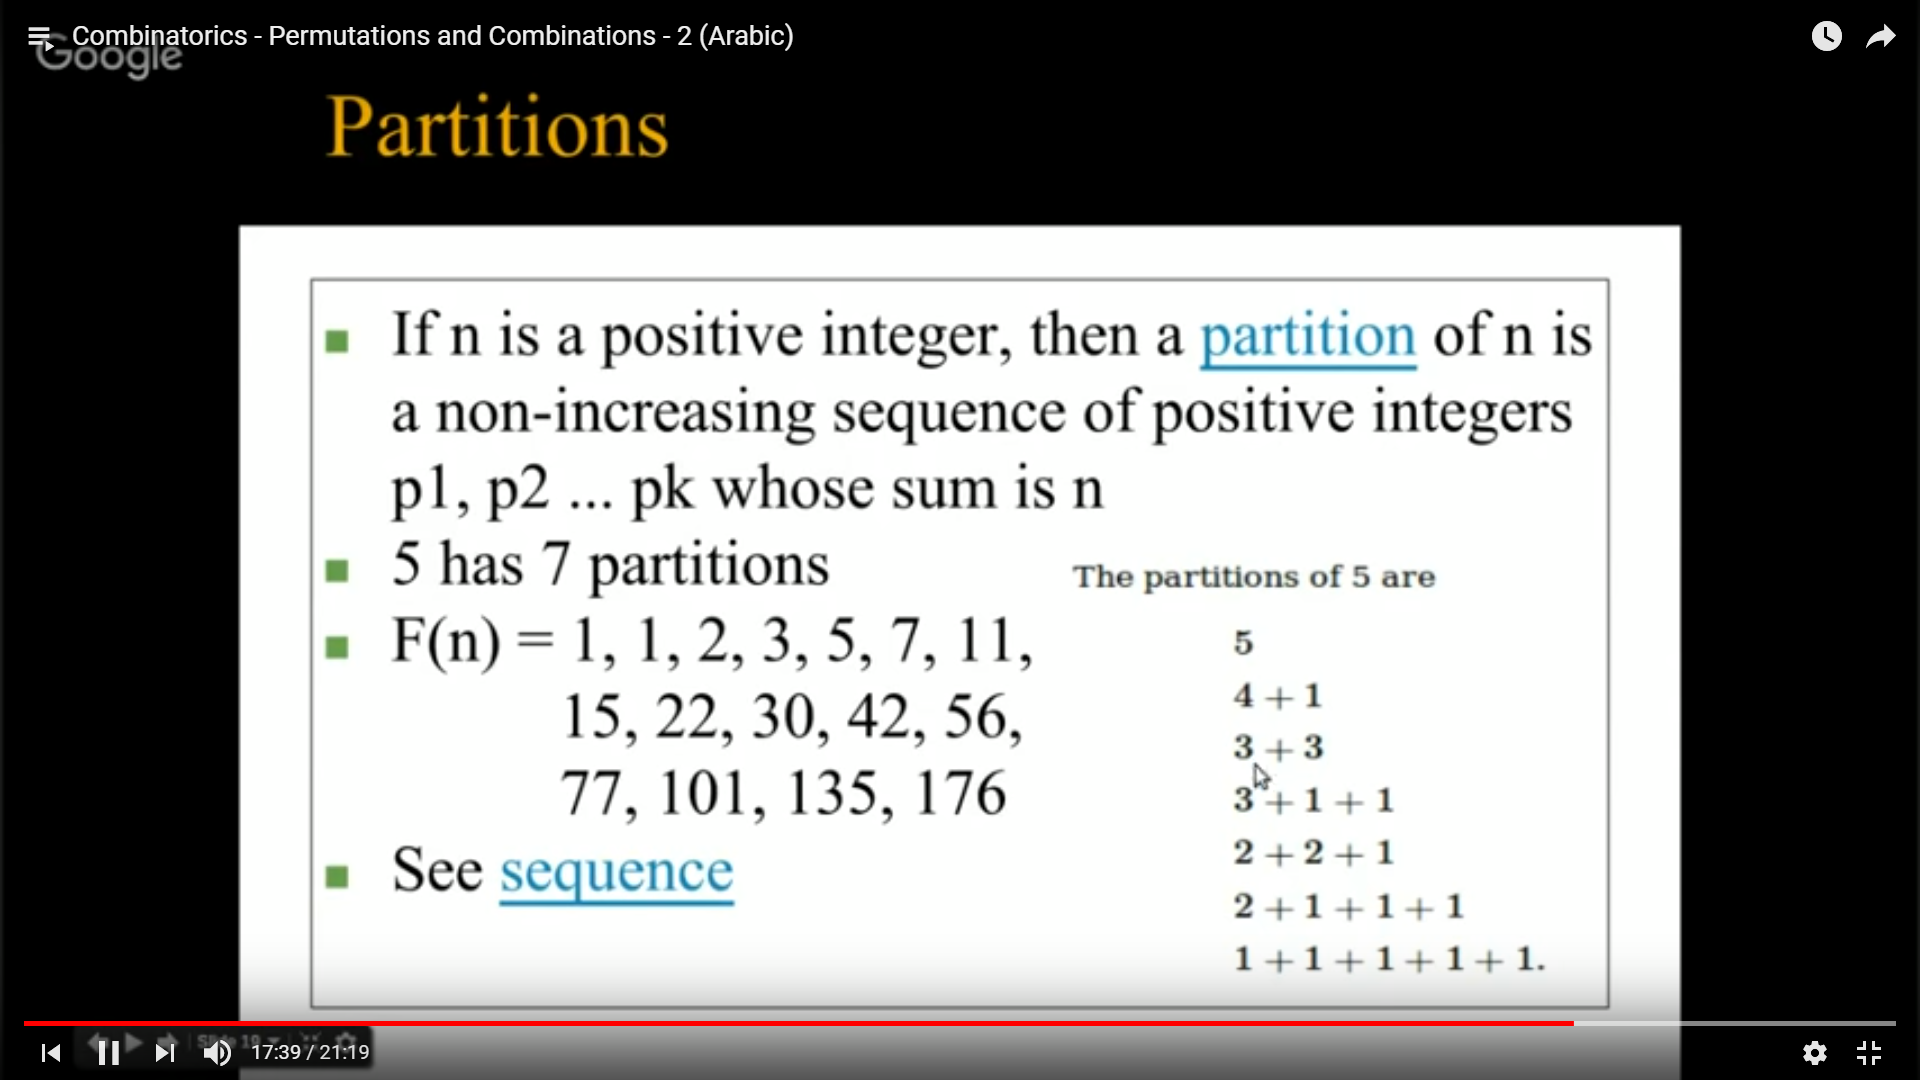 Combinatorics - Permutations and Combinations - 2 (Arabic)
Google
Partitions
If n is a positive integer, then a partition of n is
a non-increasing sequence of positive integers
p1, p2 ... pk whose sum is n
5 has 7 partitions
F(n) = 1, 1, 2, 3, 5, 7, 11,
15, 22, 30, 42, 56,
77, 101, 135, 176
See sequence
The partitions of 5 are
5
4 + 1
3 + 3
3 + 1 + 1
2 + 2 + 1
2 + 1 + 1 + 1
1 + 1 + 1 + 1 + 1.
17:39 / 21:19